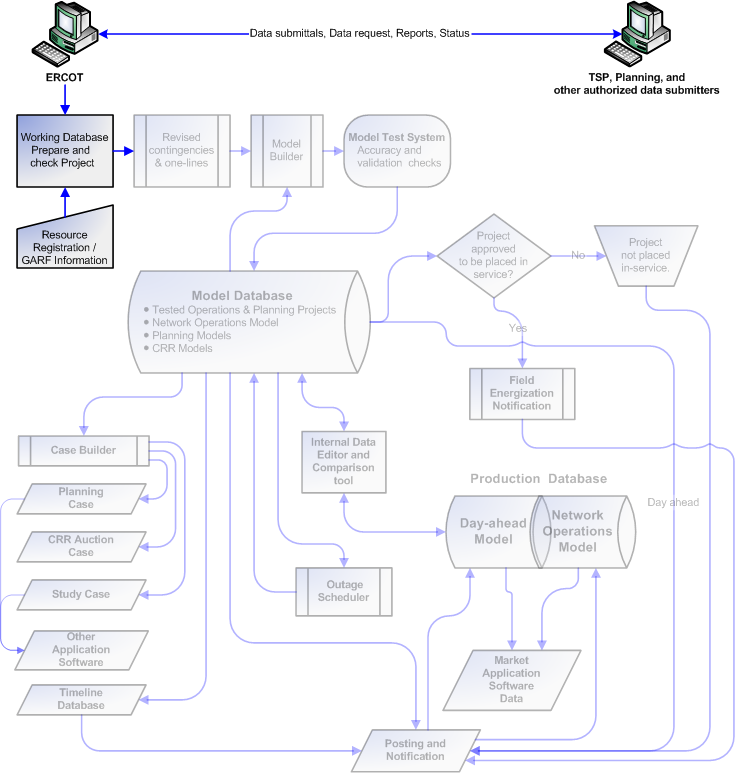 Data submittals, Data request, Reports, Status
ERCOT
TSP, Planning, and
other authorized data submitters
Working Database
Prepare and
check Project
Revised
contingencies
& one-lines
Model
Builder
Model Test System
Accuracy and
validation checks
Resource
Registration /
GARF Information
Project
approved
to be placed in
service?
No
Project
not placed
in-service.
Yes
Model Database
• Tested Operations & Planning Projects
• Network Operations Model
• Planning Models
• CRR Models
Field
Energization
Notification
Case Builder
Internal Data
Editor and
Comparison
tool
Planning
Case
CRR Auction
Case
Study Case
Other
Application
Software
Timeline
Database
Production Database
Day-ahead
Model
Network
Operations
Model
Day ahead
Outage
Scheduler
Market
Application
Software
Data
Posting and
Notification